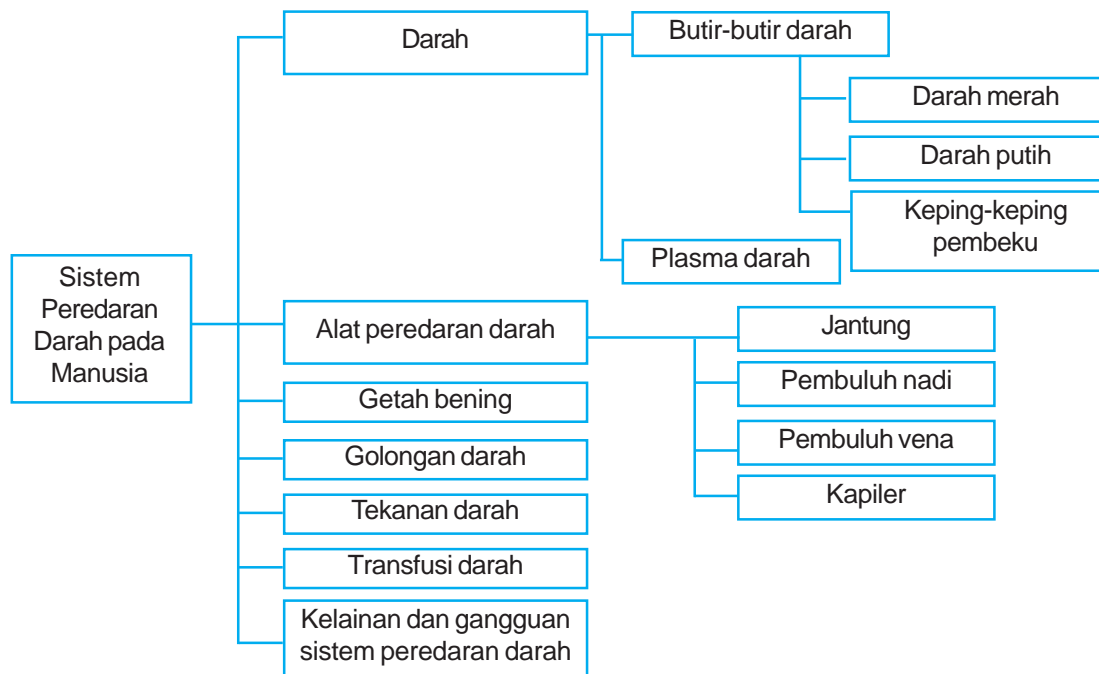 Sistem
Peredaran
Darah pada
Manusia
Darah
Butir-butir darah
Darah merah
Darah putih
Keping-keping
pembeku
Plasma darah
Alat peredaran darah
Jantung
Pembuluh nadi
Pembuluh vena
Kapiler
Getah bening
Golongan darah
Tekanan darah
Transfusi darah
Kelainan dan gangguan
sistem peredaran darah